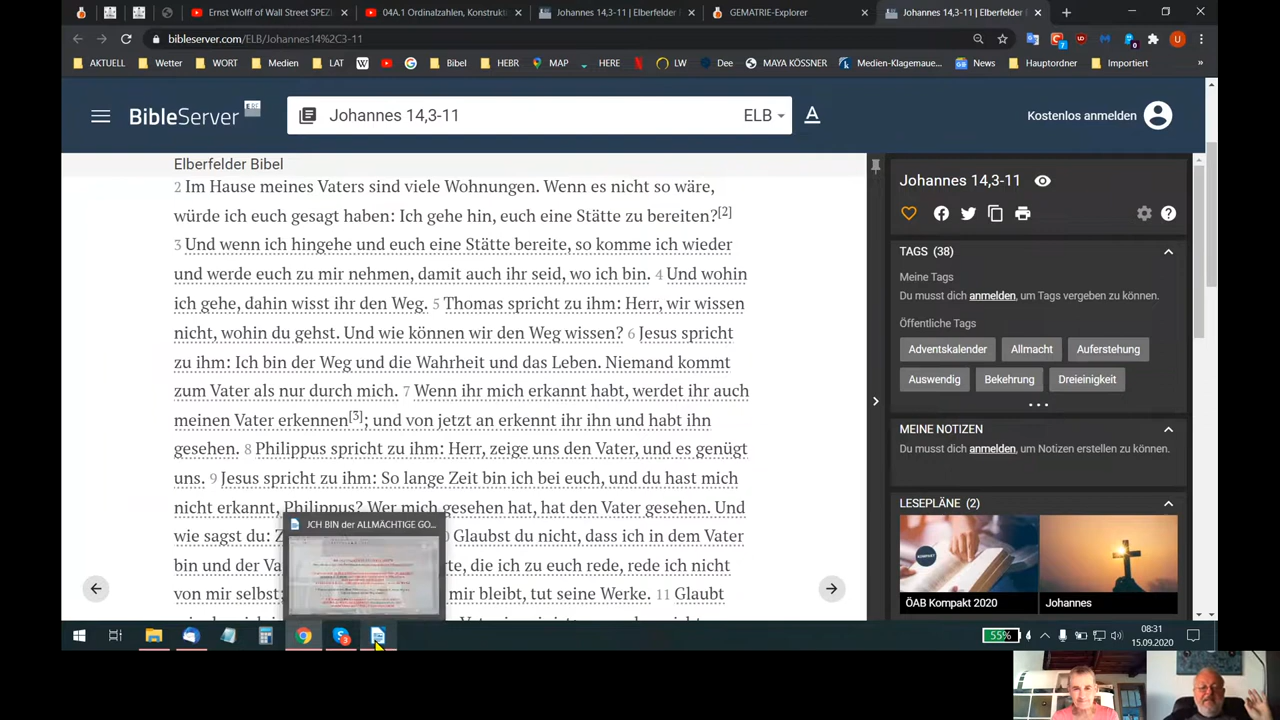 Ernst Wolff of Wall Street SPEZ
04A.1 Ordinalzahlen, Konstrukt
Johannes 14,3-11 | Elberfelder
GEMATRIE-Explorer
Johannes 14,3-11 | Elberfelder
bibleserver.com/ELB/Johannes14%2C3-11
AKTUELL
Wetter
WORT
Medien
LAT
Bibel
HEBR
MAP
HERE
LW
Dee
MAYA KÖSSNER
Medien-Klagemaue...
News
Hauptordner
Importiert
BibleServer
Johannes 14,3-11
ELB
Kostenlos anmelden
Elberfelder Bibel
2 Im Hause meines Vaters sind viele Wohnungen. Wenn es nicht so wäre,
würde ich euch gesagt haben: Ich gehe hin, euch eine Stätte zu bereiten?[2]
3 Und wenn ich hingehe und euch eine Stätte bereite, so komme ich wieder
und werde euch zu mir nehmen, damit auch ihr seid, wo ich bin. 4 Und wohin
ich gehe, dahin wisst ihr den Weg. 5 Thomas spricht zu ihm: Herr, wir wissen
nicht, wohin du gehst. Und wie können wir den Weg wissen? 6 Jesus spricht
zu ihm: Ich bin der Weg und die Wahrheit und das Leben. Niemand kommt
zum Vater als nur durch mich. 7 Wenn ihr mich erkannt habt, werdet ihr auch
meinen Vater erkennen[3]; und von jetzt an erkennt ihr ihn und habt ihn
gesehen. 8 Philippus spricht zu ihm: Herr, zeige uns den Vater, und es genügt
uns. 9 Jesus spricht zu ihm: So lange Zeit bin ich bei euch, und du hast mich
nicht erkannt, Philippus? Wer mich gesehen hat, hat den Vater gesehen. Und
wie sagst du: Glaubst du nicht, dass ich in dem Vater
bin und der die ich zu euch rede, rede ich nicht
von mir selbst; mir bleibt, tut seine Werke. 11 Glaubt
JCH BIN der ALLMÄCHTIGE GO...
Johannes 14,3-11
TAGS (38)
Meine Tags
Du musst dich anmelden, um Tags vergeben zu können.
Öffentliche Tags
Adventskalender
Allmacht
Auferstehung
Auswendig
Bekehrung
Dreieinigkeit
MEINE NOTIZEN
Du musst dich anmelden, um Notizen erstellen zu können.
LESEPLÄNE (2)
KOMPAKT
ÖAB Kompakt 2020
Johannes
55%
08:31
15.09.2020